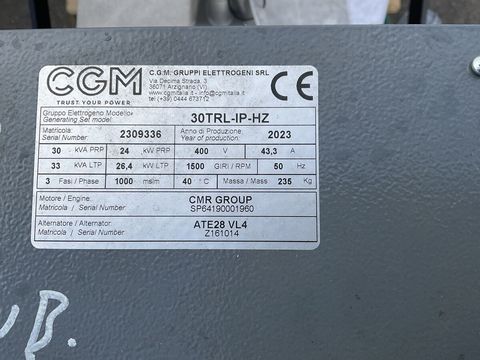 CGM
TRUST YOUR POWER
C.G.M. GRUPPI ELETTROGENI SRL
Via Decima Strada, 3
36071 Arzignano (VI)
www.cgmitalia.it - info@cgmitalia.it
tel (+39) 0444 673712
CE
Gruppo Elettrogeno Modello:
Generating Set model: 30TRL-IP-HZ
Matricola:
Serial Number: 2309336
Anno di Produzione:
Year of production: 2023
30 kVA PRP 24 kW PRP 400 V 43,3 A
33 kVA LTP 26,4 kW LTP 1500 GIRI / RPM 50 Hz
3 Fasi / Phase 1000 mslm 40 °C Massa / Mass 235 Kg
Motore / Engine: CMR GROUP
Matricola / Serial Number: SP64190001960
Alternatore / Alternator: ATE28 VL4
Matricola / Serial Number: Z161014